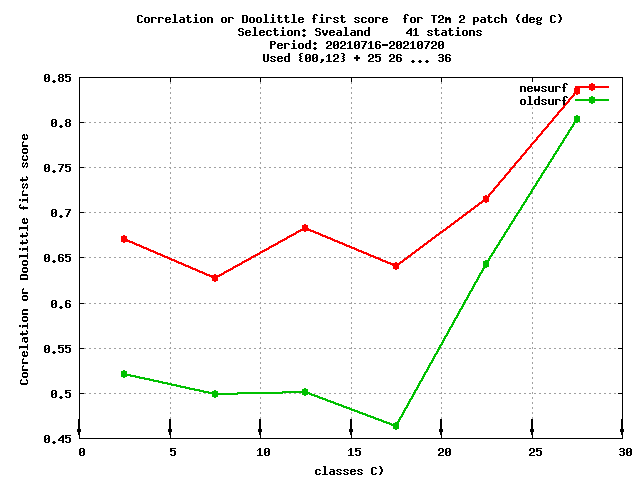 Correlation or Doolittle first score  for T2m 2 patch (deg C)
Selection: Svealand     41 stations
Period: 20210716-20210720
Used {00,12} + 25 26 ... 36
newsurf
oldsurf
Correlation or Doolittle first score
0.85
0.8
0.75
0.7
0.65
0.6
0.55
0.5
0.45
0 5 10 15 20 25 30
classes C)